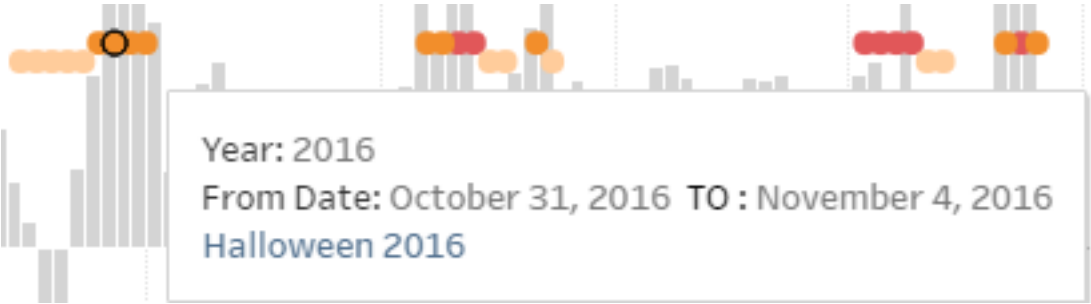 Year: 2016
From Date: October 31, 2016 TO : November 4, 2016
Halloween 2016